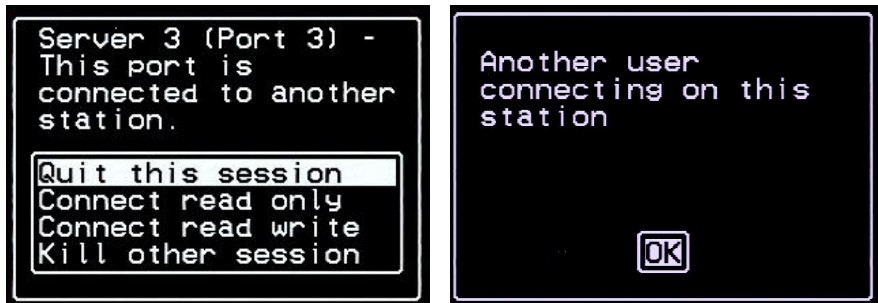 Server 3 (Port 3) -
This port is
connected to another
station.
Quit this session
Connect read only
Connect read write
Kill other session
Another user
connecting on this
station
OK